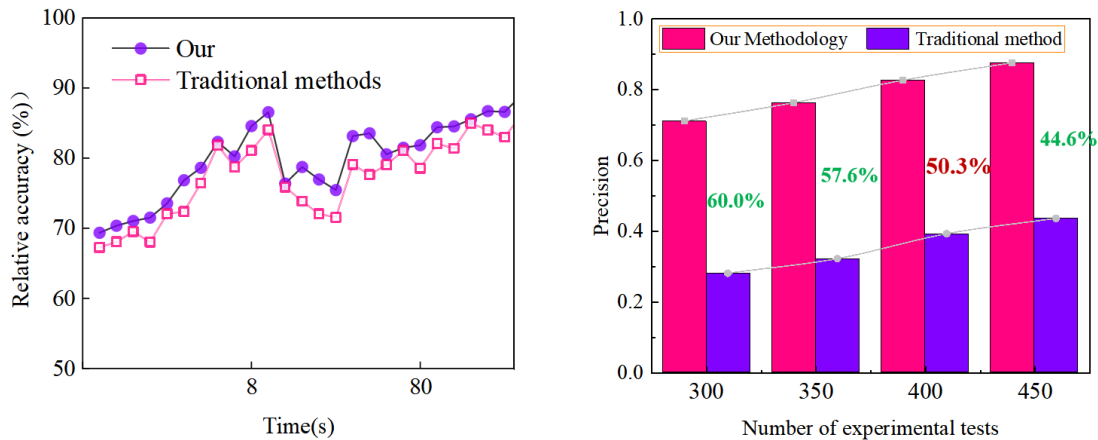 100
90
80
70
60
50
Relative accuracy (%)
Our
Traditional methods
8
80
Time(s)
1.0
0.8
0.6
0.4
0.2
0.0
Precision
Our Methodology
Traditional method
60.0%
57.6%
50.3%
44.6%
300
350
400
450
Number of experimental tests